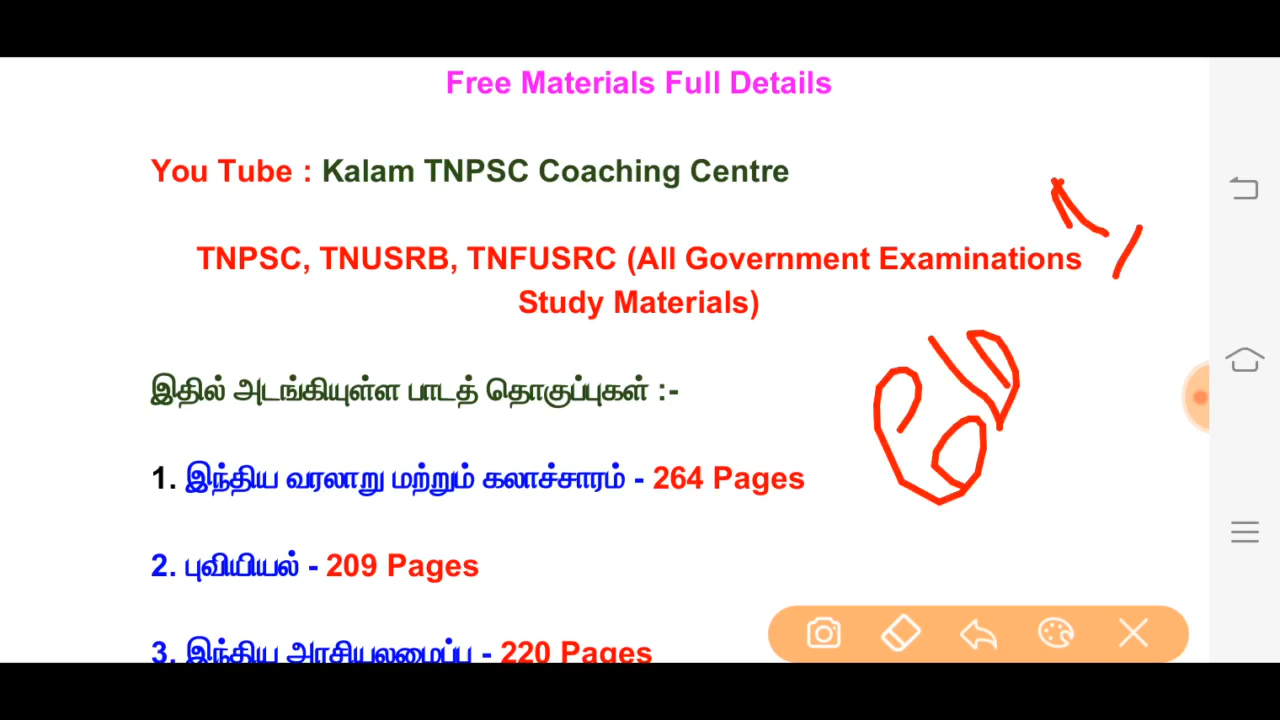 Free Materials Full Details
You Tube : Kalam TNPSC Coaching Centre
TNPSC, TNUSRB, TNFUSRC (All Government Examinations
Study Materials)
இதில் அடங்கியுள்ள பாடத் தொகுப்புகள் :-
1. இந்திய வரலாறு மற்றும் கலாச்சாரம் - 264 Pages
2. புவியியல் - 209 Pages
3. இந்திய அரசியலமைப்பு - 220 Pages